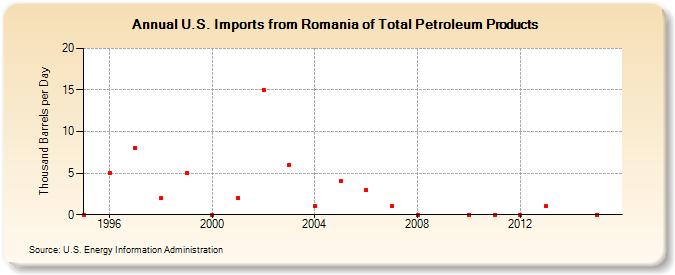 Annual U.S. Imports from Romania of Total Petroleum Products
Thousand Barrels per Day
20
15
10
5
0
1996 2000 2004 2008 2012
Source: U.S. Energy Information Administration